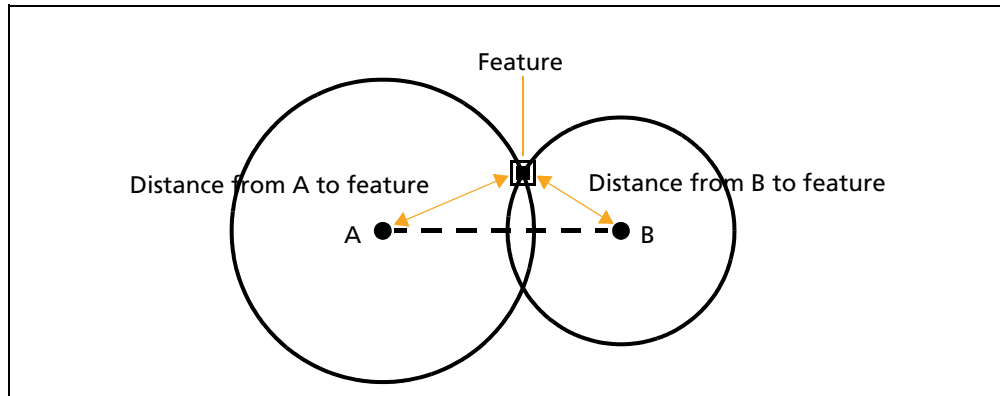 Feature
Distance from A to feature
Distance from B to feature
A
B